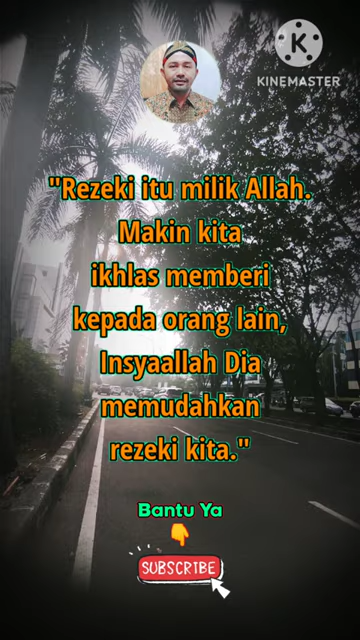 KINEMASTER
"Rezeki itu milik Allah.
Makin kita
ikhlas memberi
kepada orang lain,
Insyaallah Dia
memudahkan
rezeki kita."
Bantu Ya
SUBSCRIBE